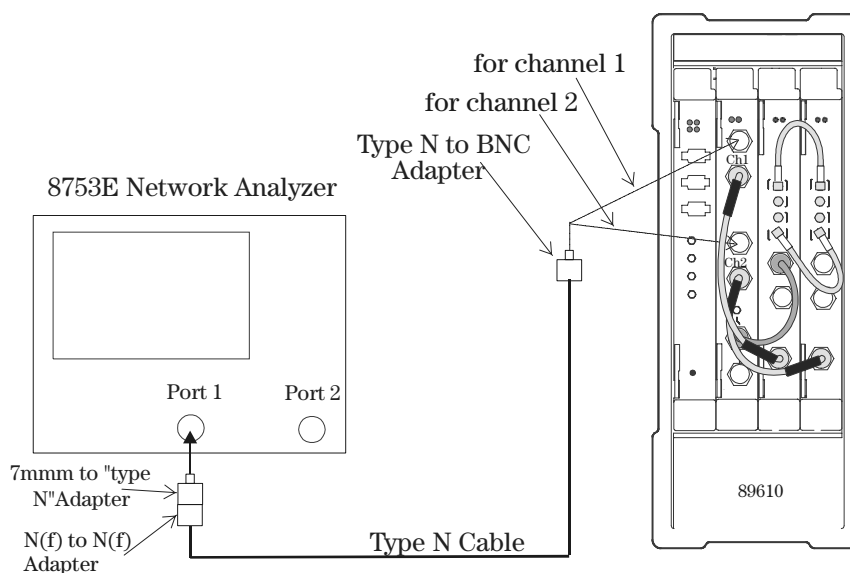 for channel 1
for channel 2
Type N to BNC
Adapter
8753E Network Analyzer
Ch1
Ch2
Port 1
Port 2
7mmm to "type
N"Adapter
N(f) to N(f)
Adapter
Type N Cable
89610